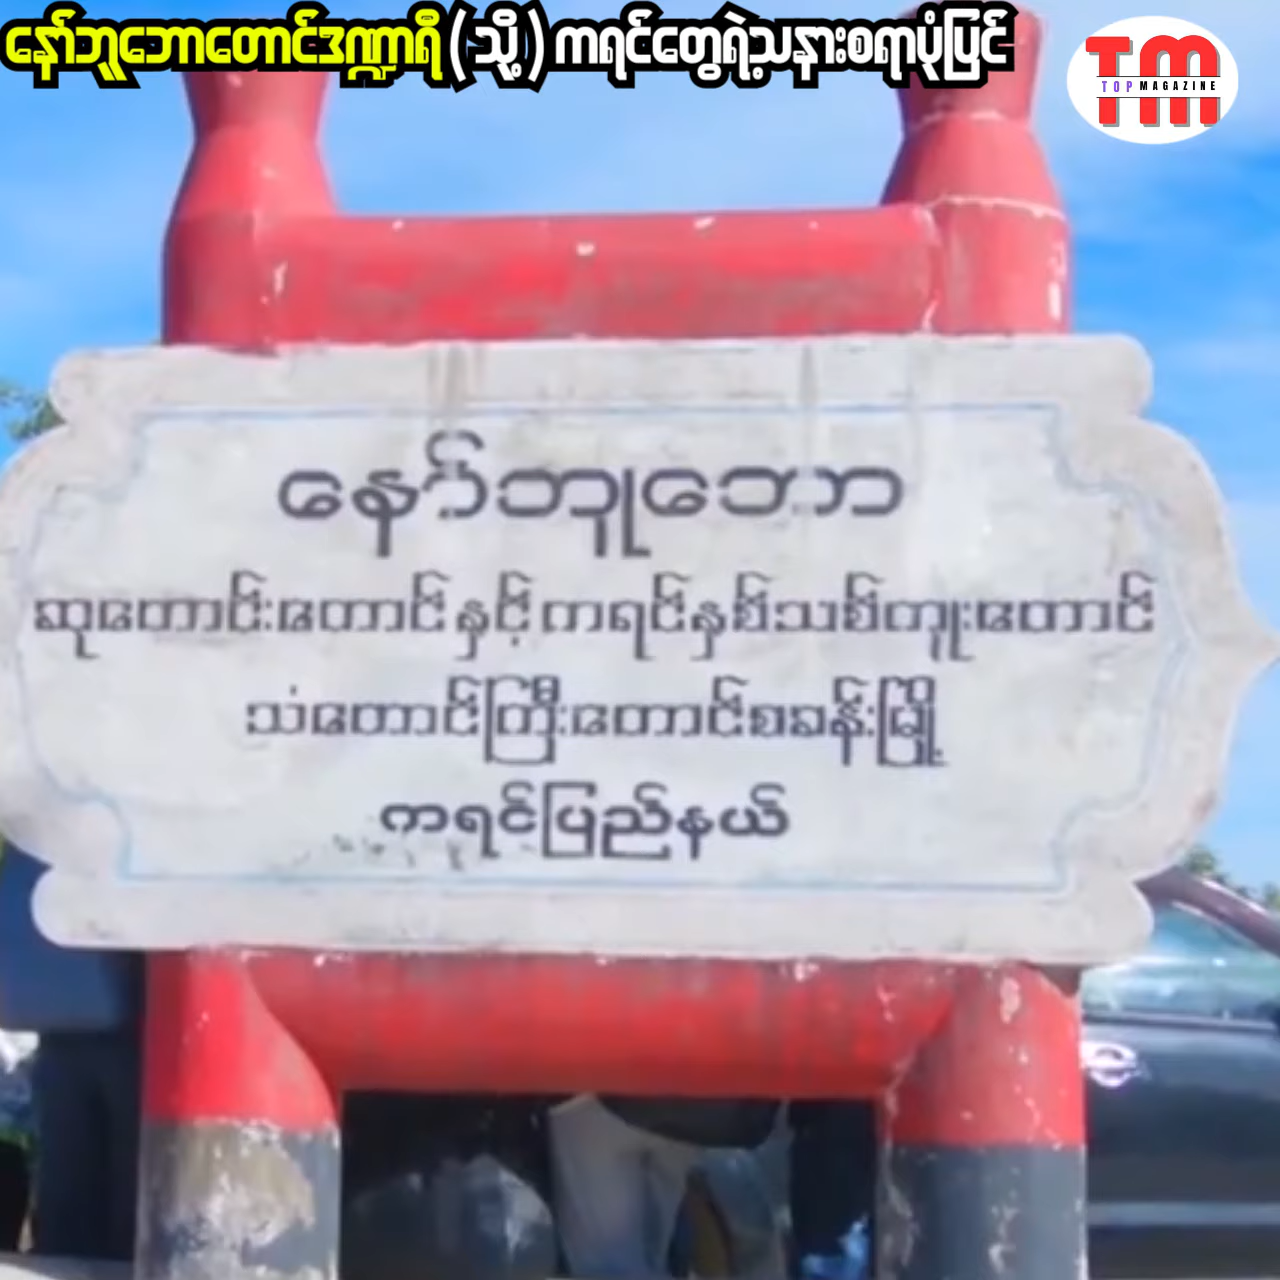 နော်ဘူဘောတောင်ဒဏ္ဍာရီ ( သို့ ) ကရင်တွေရဲ့သနားစရာပုံပြင်
TM
TOP MAGAZINE
နော်ဘုဘော
ဆုတောင်းတောင်နှင့်ကရင်နှစ်သစ်ကူးတောင်
သံတောင်ကြီးတောင်စခန်းမြို့
ကရင်ပြည်နယ်